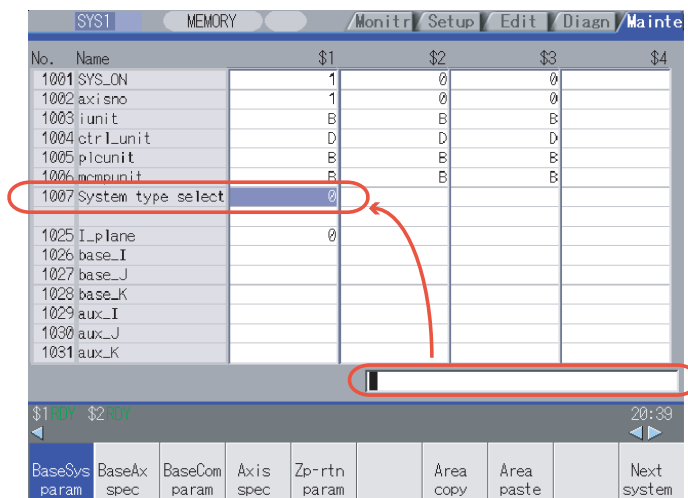 SYS1 MEMORY Monitr Setup Edit Diagn Mainte
No. Name $1 $2 $3 $4
1001 SYS_ON 1 0 0
1002 axisno 1 0 0
1003 iunit B B B
1004 ctrl_unit D D D
1005 plcunit B B B
1006 mcmpunit B B B
1007 System type select 0
1025 I_plane 0
1026 base_I
1027 base_J
1028 base_K
1029 aux_I
1030 aux_J
1031 aux_K
$1 RDY $2 RDY 20:39
BaseSys param BaseAx spec BaseCom param Axis spec Zp-rtn param Area copy Area paste Next system